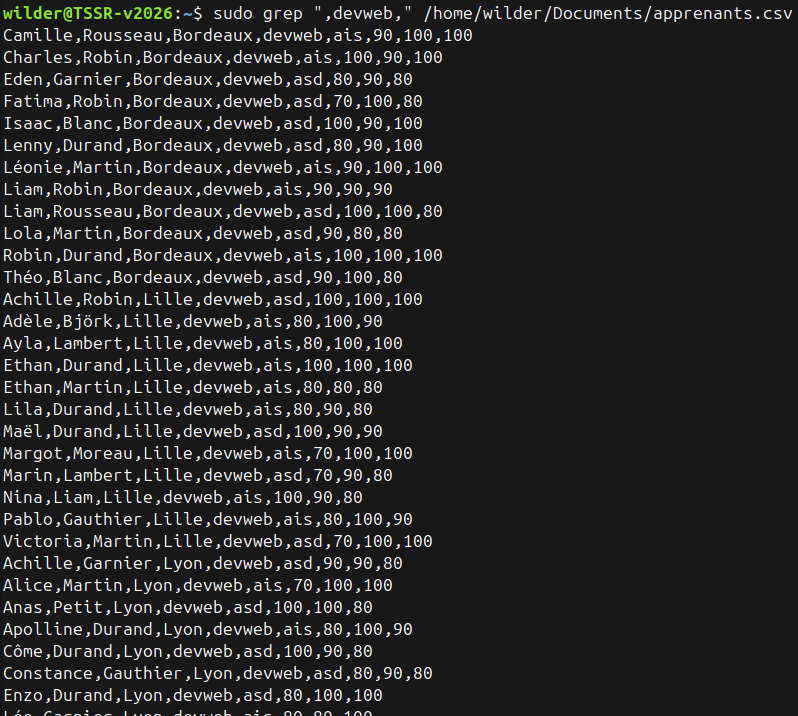 wilder@TSSR-v2026:~$ sudo grep ",devweb," /home/wilder/Documents/apprenants.csv
Camille,Rousseau,Bordeaux,devweb,ais,90,100,100
Charles,Robin,Bordeaux,devweb,ais,100,90,100
Eden,Garnier,Bordeaux,devweb,asd,80,90,80
Fatima,Robin,Bordeaux,devweb,asd,70,100,80
Isaac,Blanc,Bordeaux,devweb,asd,100,90,100
Lenny,Durand,Bordeaux,devweb,asd,80,90,100
Léonie,Martin,Bordeaux,devweb,ais,90,100,100
Liam,Robin,Bordeaux,devweb,ais,90,90,90
Liam,Rousseau,Bordeaux,devweb,asd,100,100,80
Lola,Martin,Bordeaux,devweb,asd,90,80,80
Robin,Durand,Bordeaux,devweb,ais,100,100,100
Théo,Blanc,Bordeaux,devweb,asd,90,100,80
Achille,Robin,Lille,devweb,asd,100,100,100
Adèle,Björk,Lille,devweb,ais,80,100,90
Ayla,Lambert,Lille,devweb,ais,80,100,100
Ethan,Durand,Lille,devweb,ais,100,100,100
Ethan,Martin,Lille,devweb,ais,80,80,80
Lila,Durand,Lille,devweb,ais,80,90,80
Maël,Durand,Lille,devweb,asd,100,90,90
Margot,Moreau,Lille,devweb,ais,70,100,100
Marin,Lambert,Lille,devweb,asd,70,90,80
Nina,Liam,Lille,devweb,ais,100,90,80
Pablo,Gauthier,Lille,devweb,ais,80,100,90
Victoria,Martin,Lille,devweb,asd,70,100,100
Achille,Garnier,Lyon,devweb,asd,90,90,80
Alice,Martin,Lyon,devweb,ais,70,100,100
Anas,Petit,Lyon,devweb,asd,100,100,80
Apolline,Durand,Lyon,devweb,ais,80,100,90
Côme,Durand,Lyon,devweb,asd,100,90,80
Constance,Gauthier,Lyon,devweb,asd,80,90,80
Enzo,Durand,Lyon,devweb,asd,80,100,100